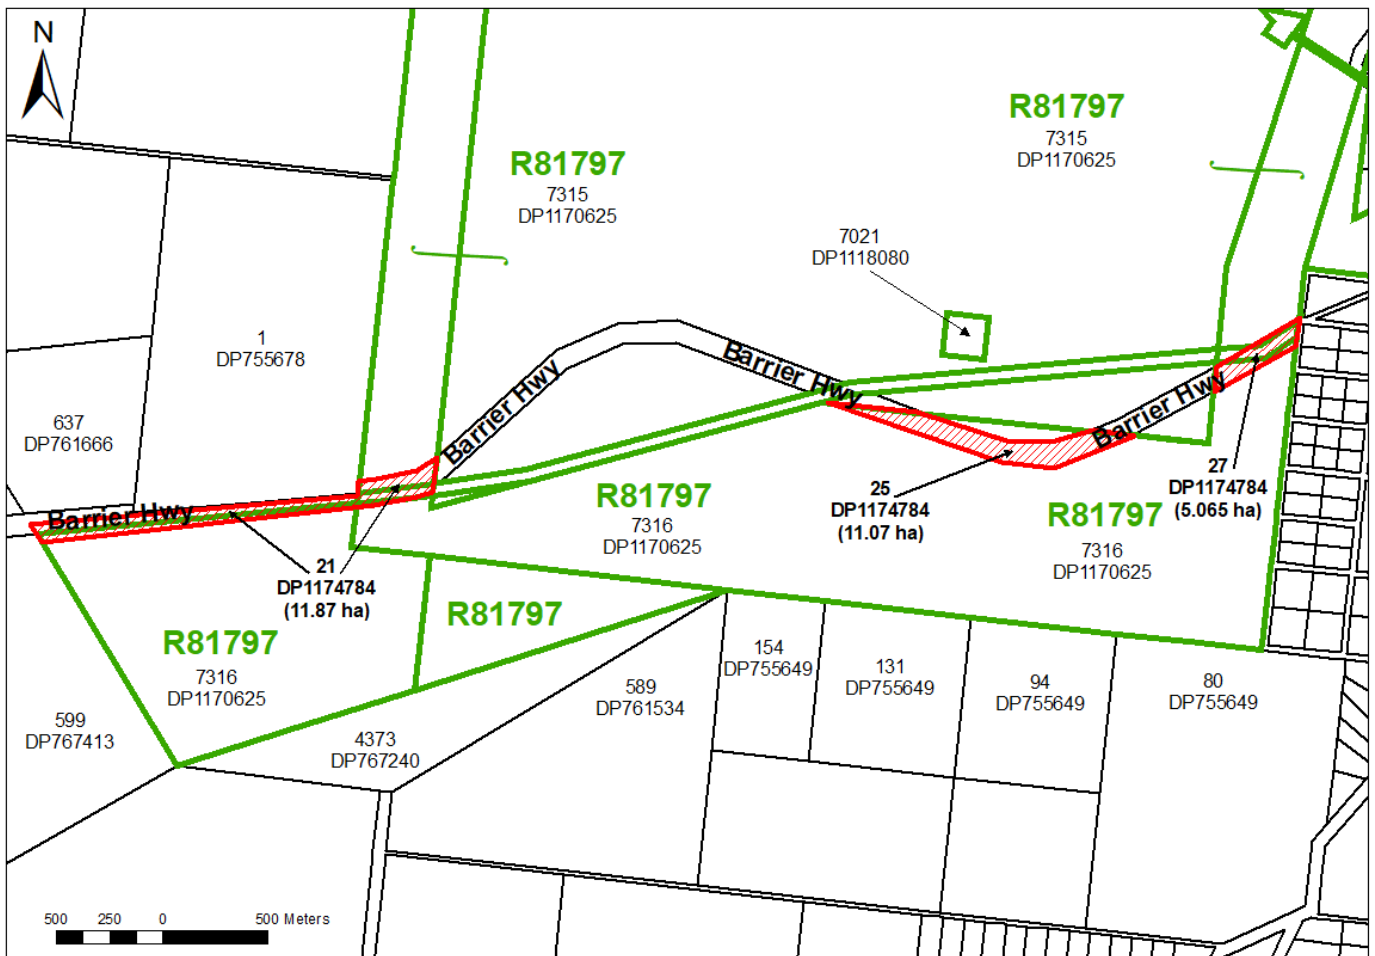 N
R81797
7315
DP1170625
R81797
7315
DP1170625
7021
DP1118080
1
DP755678
637
DP761666
Barrier Hwy
Barrier Hwy
Barrier Hwy
Barrier Hwy
27
DP1174784
(5.065 ha)
25
DP1174784
(11.07 ha)
R81797
7316
DP1170625
R81797
7316
DP1170625
21
DP1174784
(11.87 ha)
R81797
R81797
7316
DP1170625
154
DP755649
131
DP755649
94
DP755649
80
DP755649
589
DP761534
599
DP767413
4373
DP767240
500 250 0 500 Meters